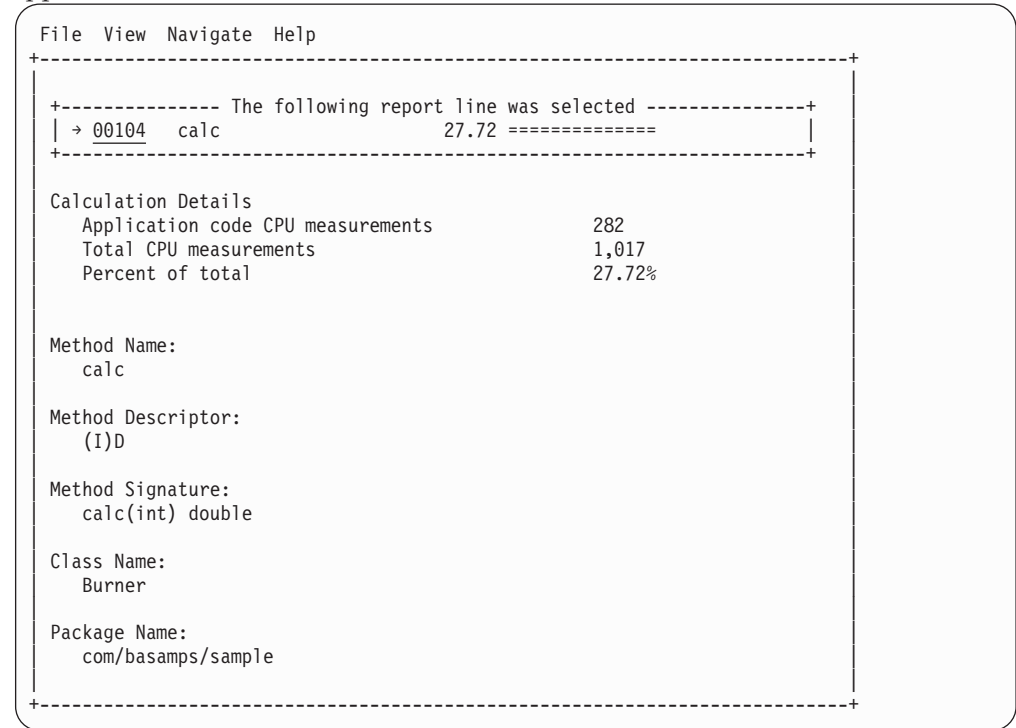 File View Navigate Help
+-----------------------------------------------------------------------------+
+--------------- The following report line was selected ---------------+
| → 00104 calc 27.72 ============== |
+----------------------------------------------------------------------+
Calculation Details
Application code CPU measurements 282
Total CPU measurements 1,017
Percent of total 27.72%
Method Name:
calc
Method Descriptor:
(I)D
Method Signature:
calc(int) double
Class Name:
Burner
Package Name:
com/basamps/sample
+-----------------------------------------------------------------------------+